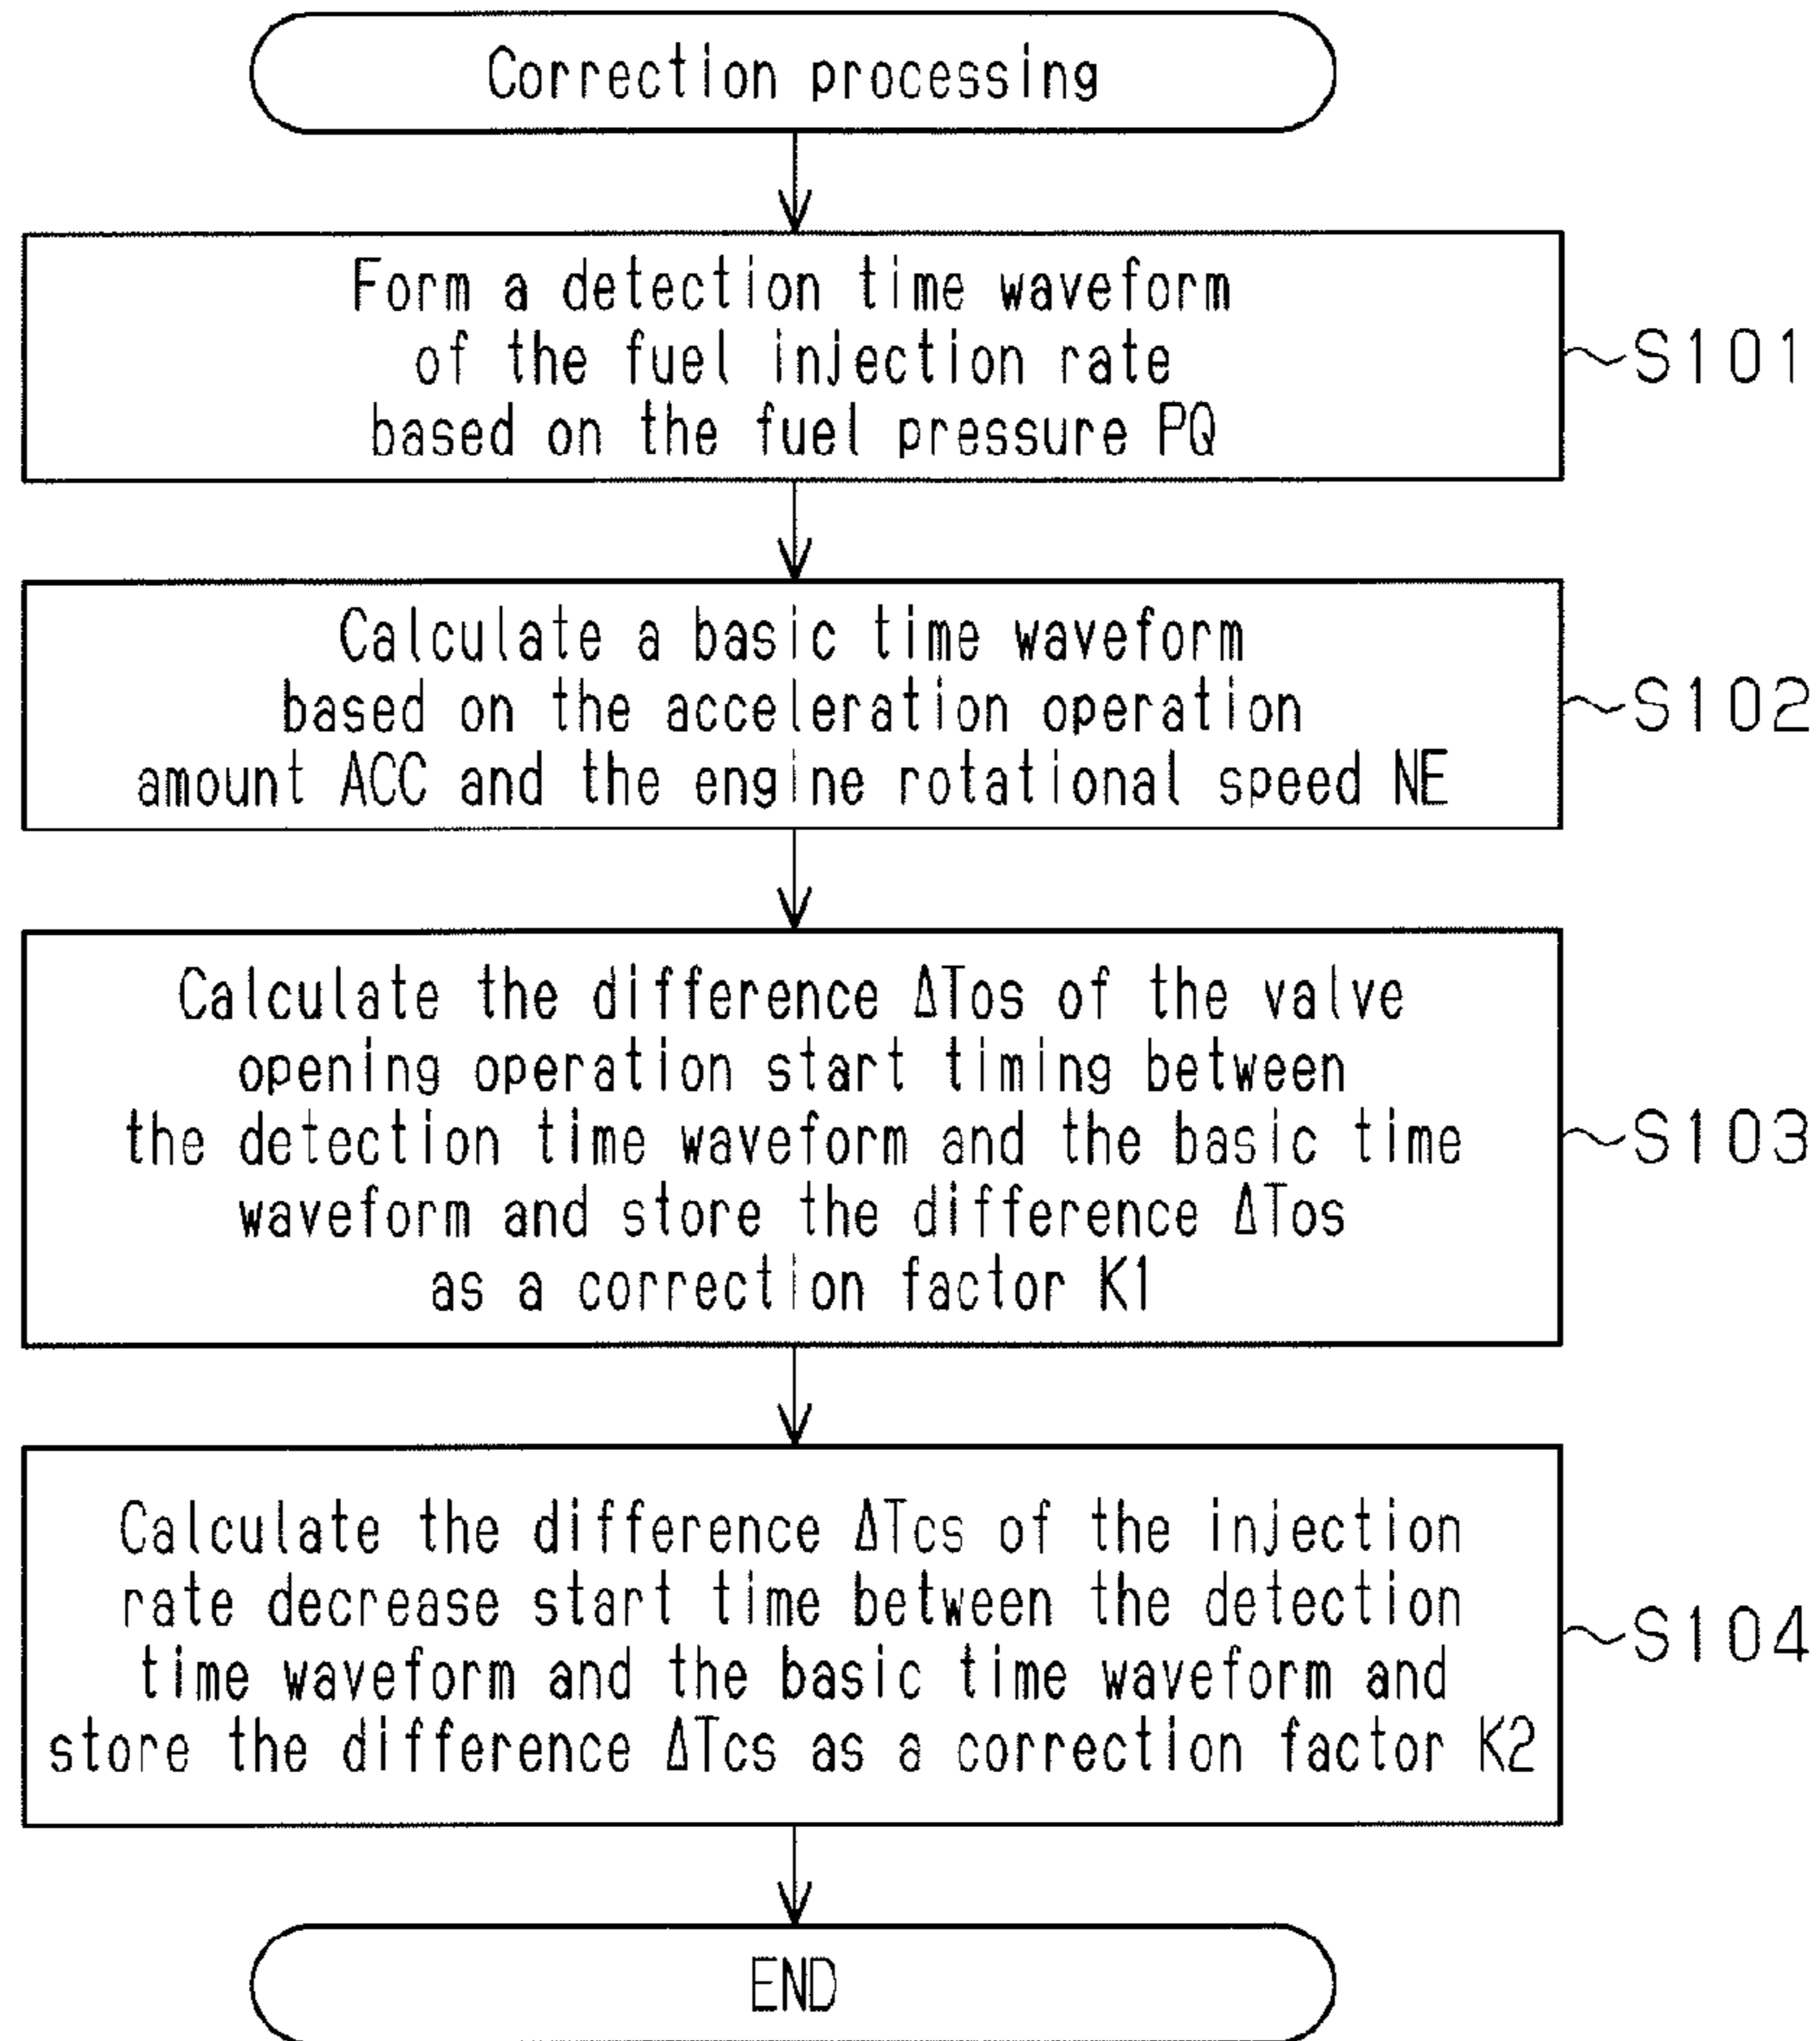 Correction processing
Form a detection time waveform
of the fuel injection rate
based on the fuel pressure PQ
S101
Calculate a basic time waveform
based on the acceleration operation
amount ACC and the engine rotational speed NE
S102
Calculate the difference ΔTos of the valve
opening operation start timing between
the detection time waveform and the basic time
waveform and store the difference ΔTos
as a correction factor K1
S103
Calculate the difference ΔTcs of the injection
rate decrease start time between the detection
time waveform and the basic time waveform and
store the difference ΔTcs as a correction factor K2
S104
END